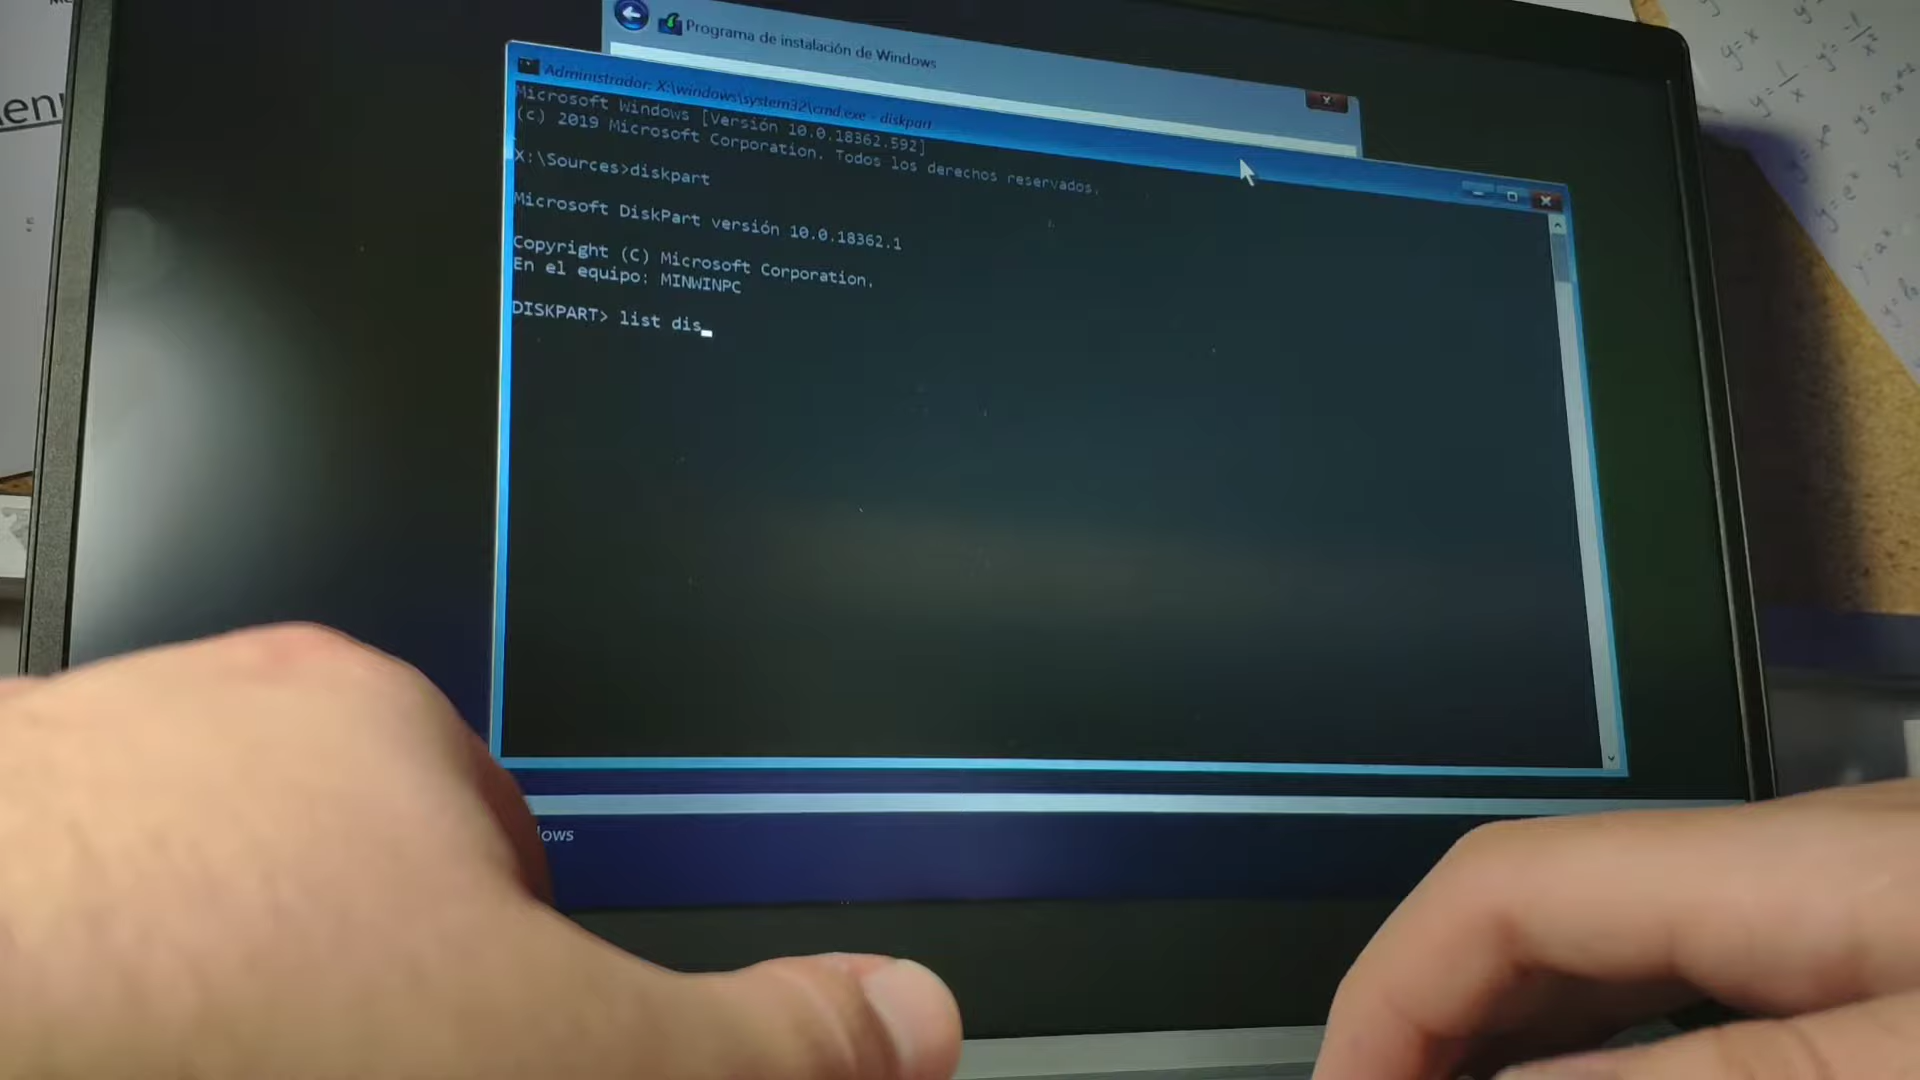 Programa de instalación de Windows
Administrador: X:\windows\system32\cmd.exe - diskpart
Microsoft Windows [Versión 10.0.18362.592]
(c) 2019 Microsoft Corporation. Todos los derechos reservados.
X:\Sources>diskpart
Microsoft DiskPart versión 10.0.18362.1
Copyright (C) Microsoft Corporation.
En el equipo: MINWINPC
DISKPART> list dis
y=x
y=1/x